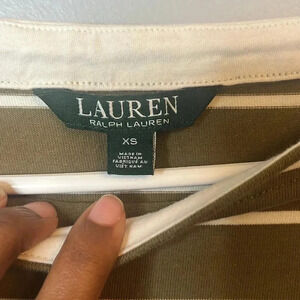 LAUREN
RALPH LAUREN
XS
MADE IN
VIETNAM
FABRIQUÉ AU
VIET NAM